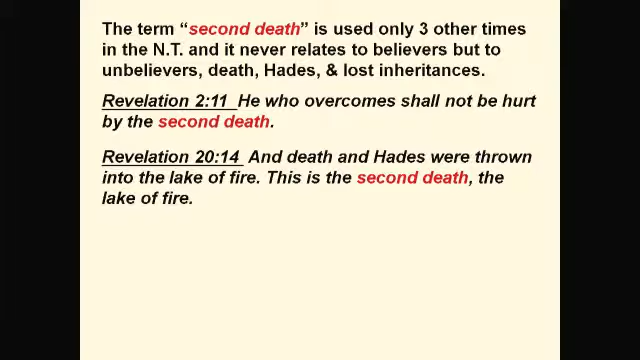 The term “second death” is used only 3 other times
in the N.T. and it never relates to believers but to
unbelievers, death, Hades, & lost inheritances.
Revelation 2:11 He who overcomes shall not be hurt
by the second death.
Revelation 20:14 And death and Hades were thrown
into the lake of fire. This is the second death, the
lake of fire.